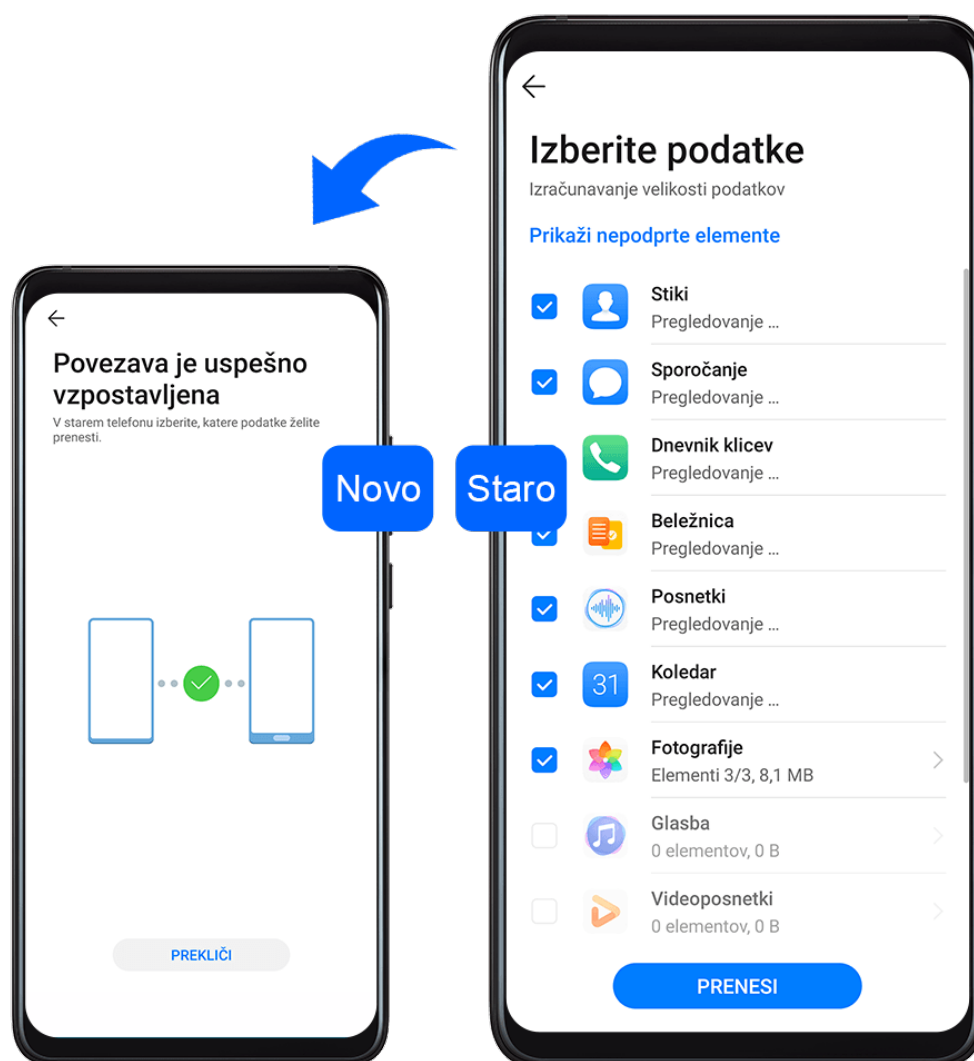 Povezava je uspešno
vzpostavljena
V starem telefonu izberite, katere podatke želite
prenesti.
PREKLIČI
Novo
Staro
Izberite podatke
Izračunavanje velikosti podatkov
Prikaži nepodprte elemente
Stiki
Pregledovanje ...
Sporočanje
Pregledovanje ...
Dnevnik klicev
Pregledovanje ...
Beležnica
Pregledovanje ...
Posnetki
Pregledovanje ...
31
Koledar
Pregledovanje ...
Fotografije
Elementi 3/3, 8,1 MB
Glasba
0 elementov, 0 B
Videoposnetki
0 elementov, 0 B
PRENESI